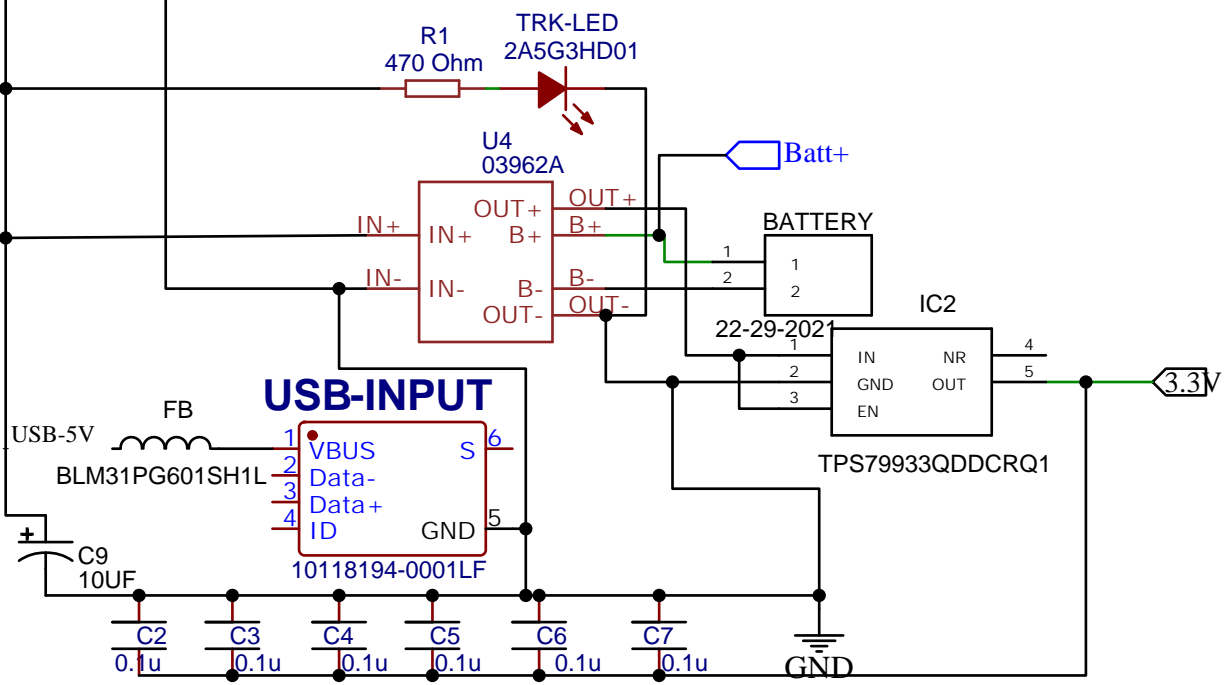 TRK-LED
R1
2A5G3HD01
470 Ohm
U4
03962A
Batt+
OUT+
OUT+
BATTERY
IN+
IN+
B+
B+
1
1
IN-
IN-
B-
B-
2
2
OUT-
OUT-
22-29-2021
IC2
1
IN
NR
4
2
GND
OUT
5
3.3V
3
EN
TPS79933QDDCRQ1
USB-INPUT
FB
USB-5V
BLM31PG601SH1L
1
VBUS
S
6
2
Data-
3
Data+
4
ID
GND
5
10118194-0001LF
+
C9
10UF
C2
C3
C4
C5
C6
C7
0.1u
0.1u
0.1u
0.1u
0.1u
0.1u
GND